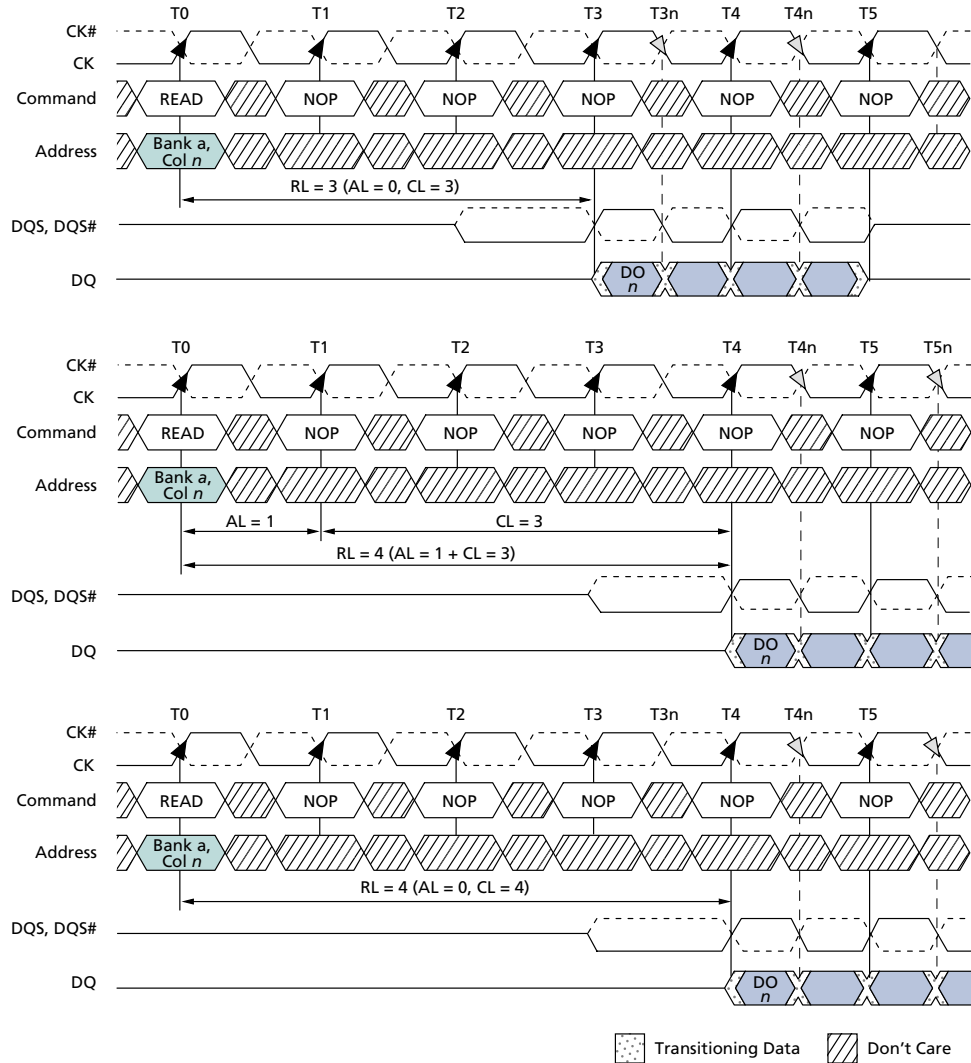 T0 T1 T2 T3 T3n T4 T4n T5
CK#
CK
Command READ NOP NOP NOP NOP NOP
Address Bank a,
Col n
RL = 3 (AL = 0, CL = 3)
DQS, DQS#
DQ DO
n
T0 T1 T2 T3 T4 T4n T5 T5n
CK#
CK
Command READ NOP NOP NOP NOP NOP
Address Bank a,
Col n
AL = 1 CL = 3
RL = 4 (AL = 1 + CL = 3)
DQS, DQS#
DQ DO
n
T0 T1 T2 T3 T3n T4 T4n T5
CK#
CK
Command READ NOP NOP NOP NOP NOP
Address Bank a,
Col n
RL = 4 (AL = 0, CL = 4)
DQS, DQS#
DQ DO
n
Transitioning Data Don't Care